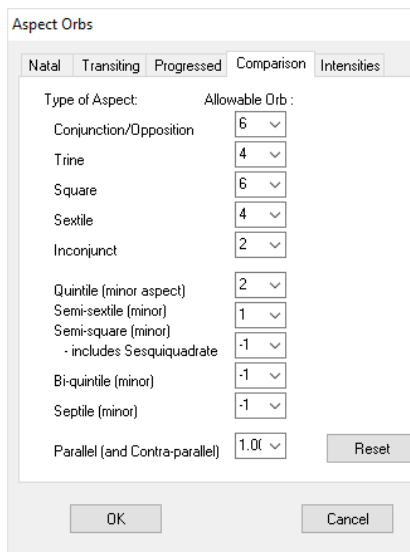 Aspect Orbs
Natal Transiting Progressed Comparison Intensities
Type of Aspect: Allowable Orb :
Conjunction/Opposition 6
Trine 4
Square 6
Sextile 4
Inconjunct 2
Quintile (minor aspect) 2
Semi-sextile (minor) 1
Semi-square (minor)
- includes Sesquiquadrate -1
Bi-quintile (minor) -1
Septile (minor) -1
Parallel (and Contra-parallel) 1.0( Reset
OK Cancel